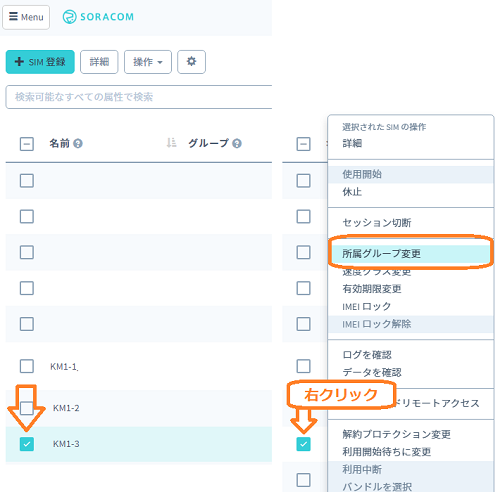 Menu
SORACOM
+ SIM 登録
詳細
操作
検索可能なすべての属性で検索
名前
グループ
KM1-1
KM1-2
KM1-3
選択された SIM の操作
詳細
使用開始
休止
セッション切断
所属グループ変更
速度クラス変更
有効期限変更
IMEI ロック
IMEI ロック解除
ログを確認
データを確認
右クリック
ドリモートアクセス
解約プロテクション変更
利用開始待ちに変更
利用中断
バンドルを選択